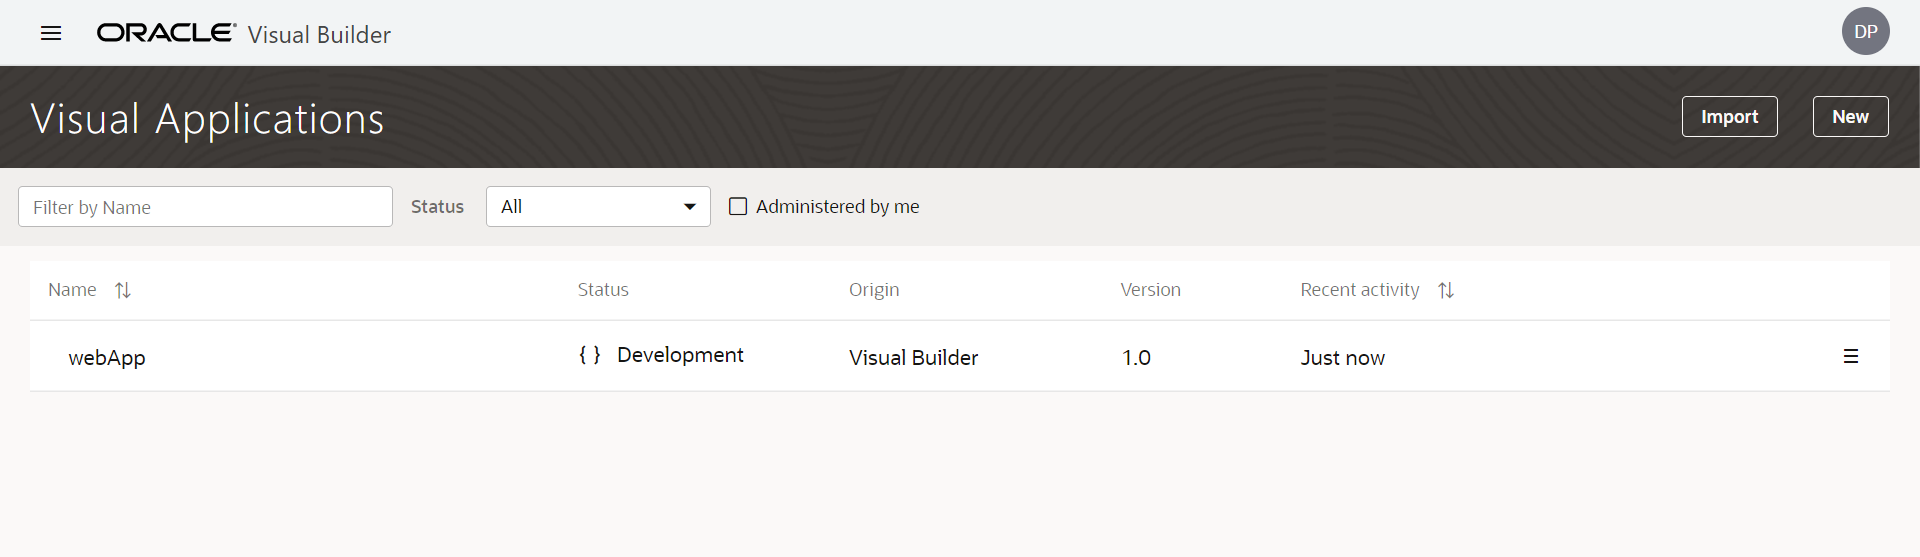 ORACLE® Visual Builder
DP
Visual Applications
Import
New
Filter by Name
Status
All
Administered by me
Name Status Origin Version Recent activity
webApp { } Development Visual Builder 1.0 Just now